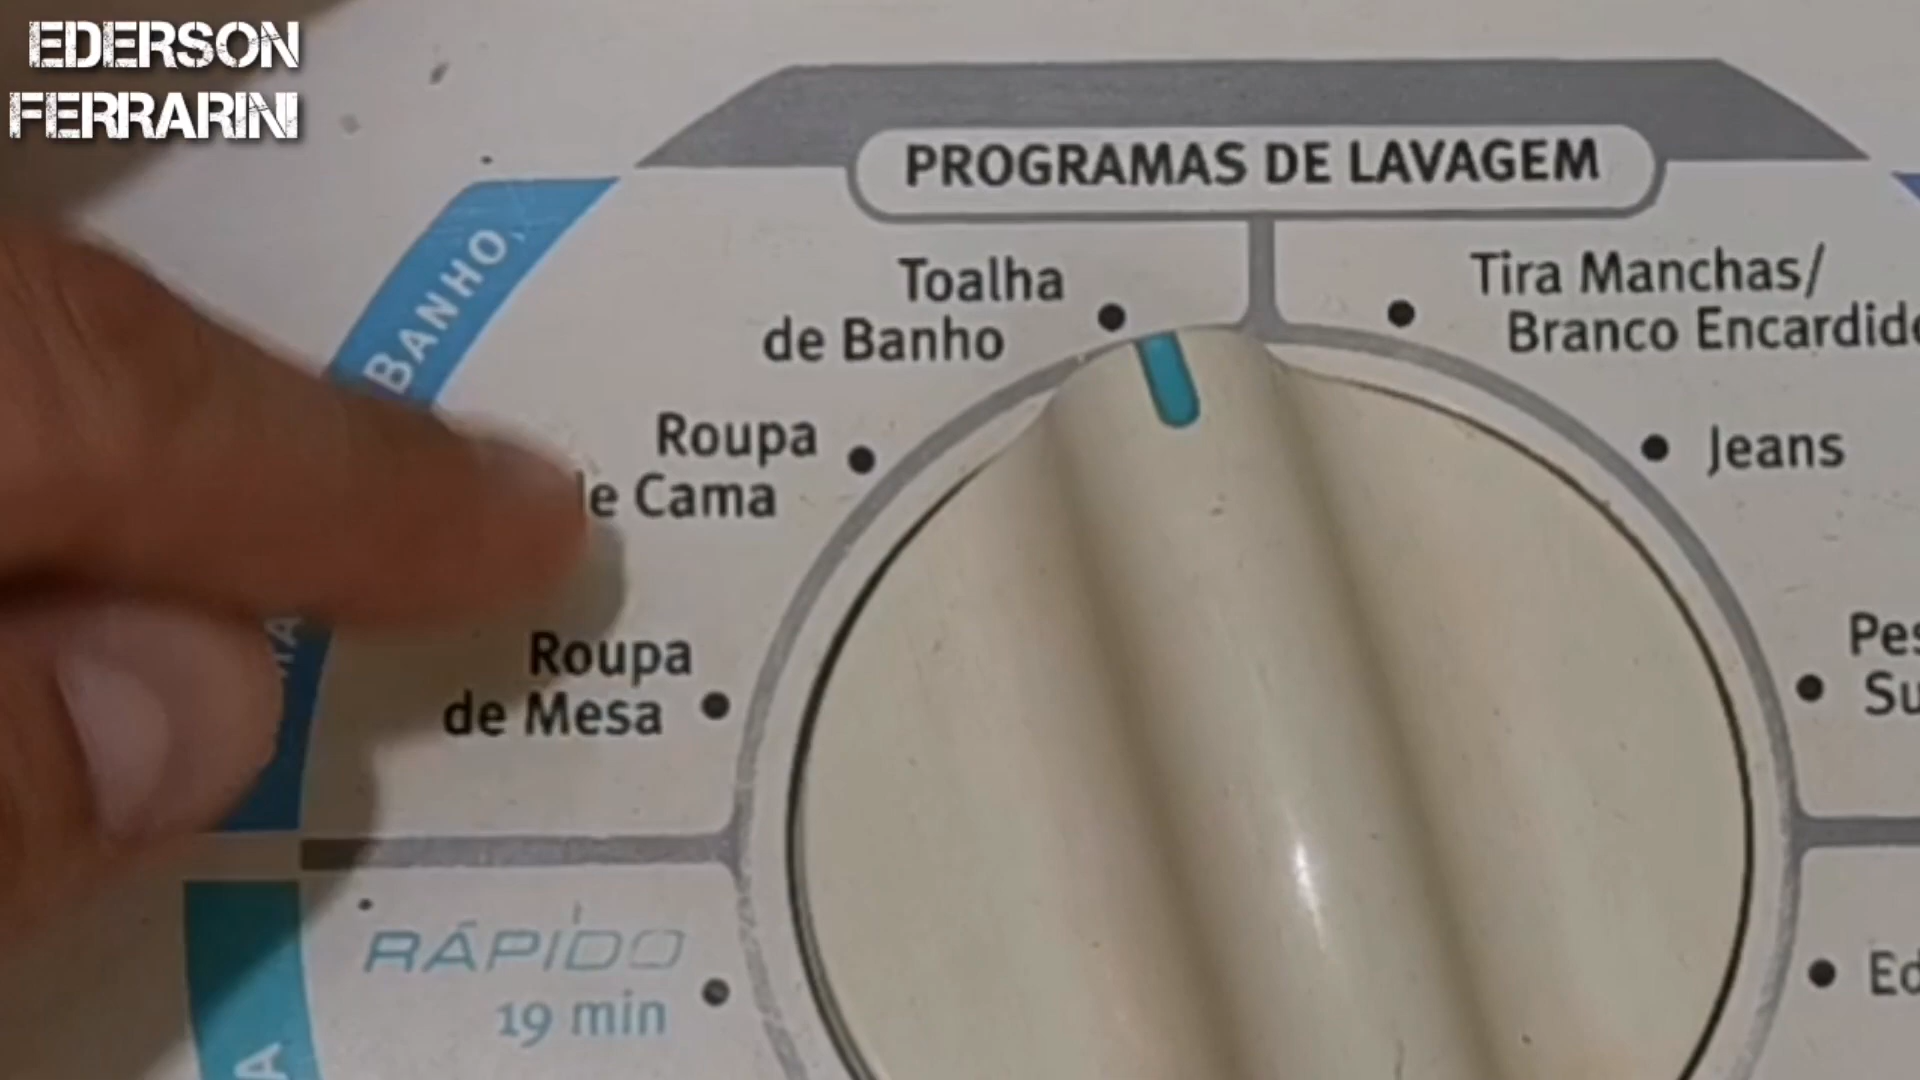 EDERSON
FERRARINI
PROGRAMAS DE LAVAGEM
BANHO
Toalha
de Banho
Tira Manchas/
Branco Encardido
Roupa
de Cama
Jeans
Roupa
de Mesa
RÁPIDO
19 min